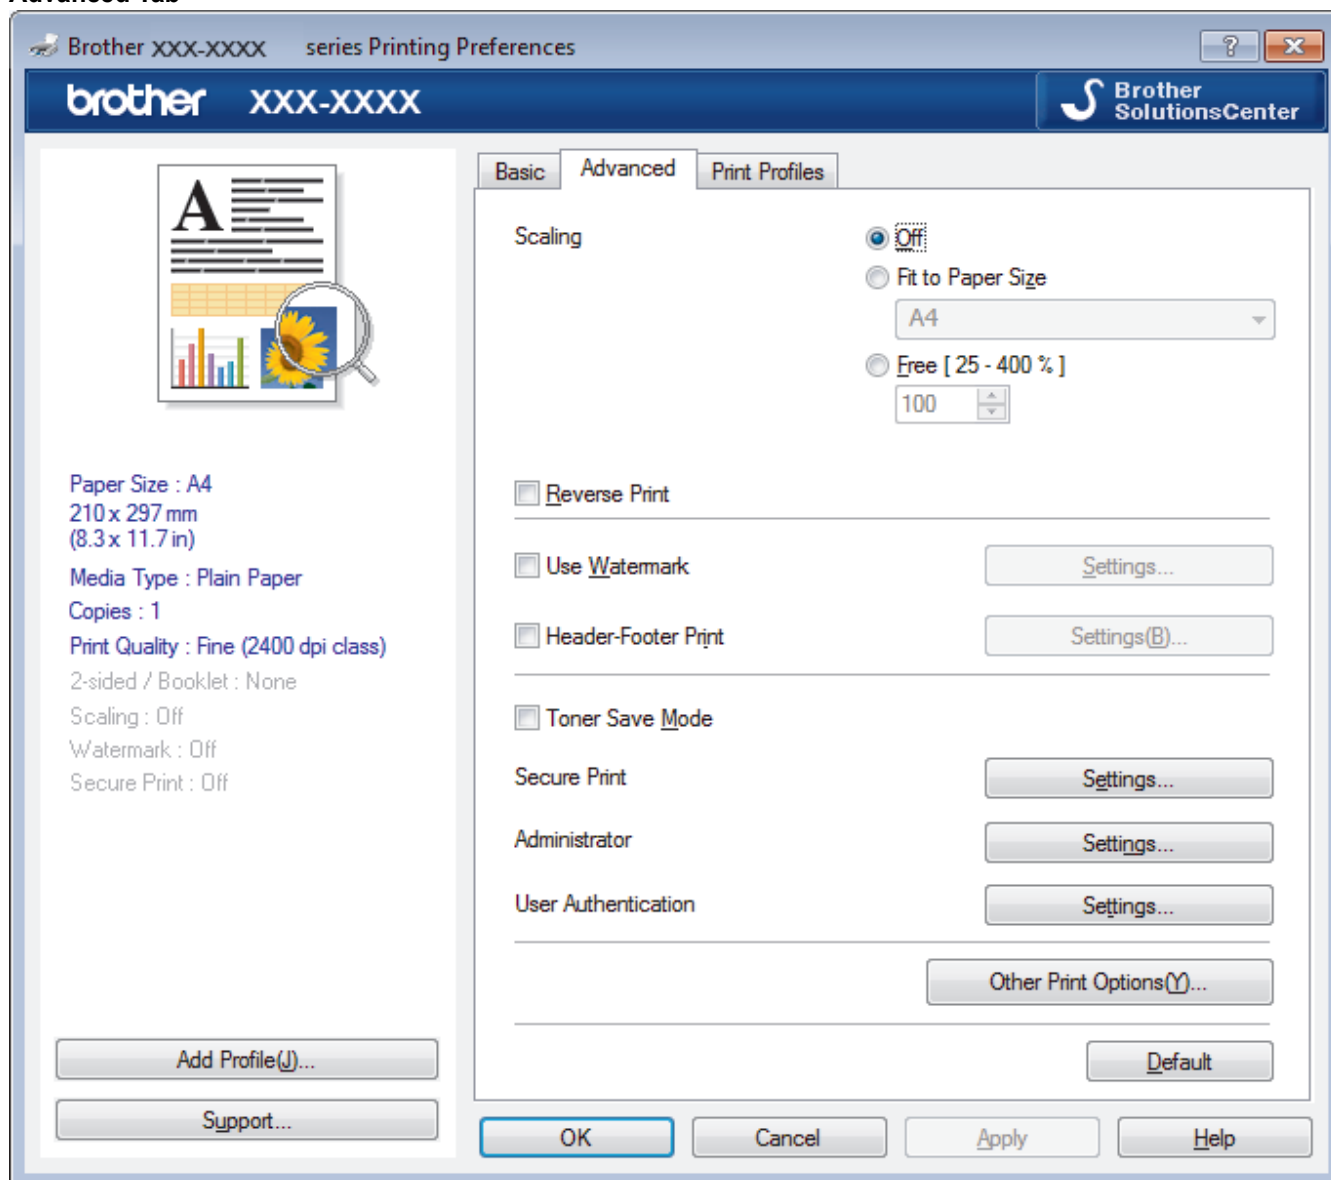 Advanced Tab
Brother XXX-XXXX series Printing Preferences
brother XXX-XXXX
Brother
SolutionsCenter
A
Paper Size : A4
210 x 297 mm
(8.3 x 11.7 in)
Media Type : Plain Paper
Copies : 1
Print Quality : Fine (2400 dpi class)
2-sided / Booklet : None
Scaling : Off
Watermark : Off
Secure Print : Off
Add Profile(J)...
Support...
Basic
Advanced
Print Profiles
Scaling
Off
Fit to Paper Size
A4
Free [ 25 - 400 % ]
100
Reverse Print
Use Watermark
Settings...
Header-Footer Print
Settings(B)...
Toner Save Mode
Secure Print
Settings...
Administrator
Settings...
User Authentication
Settings...
Other Print Options(Y)...
Default
OK
Cancel
Apply
Help